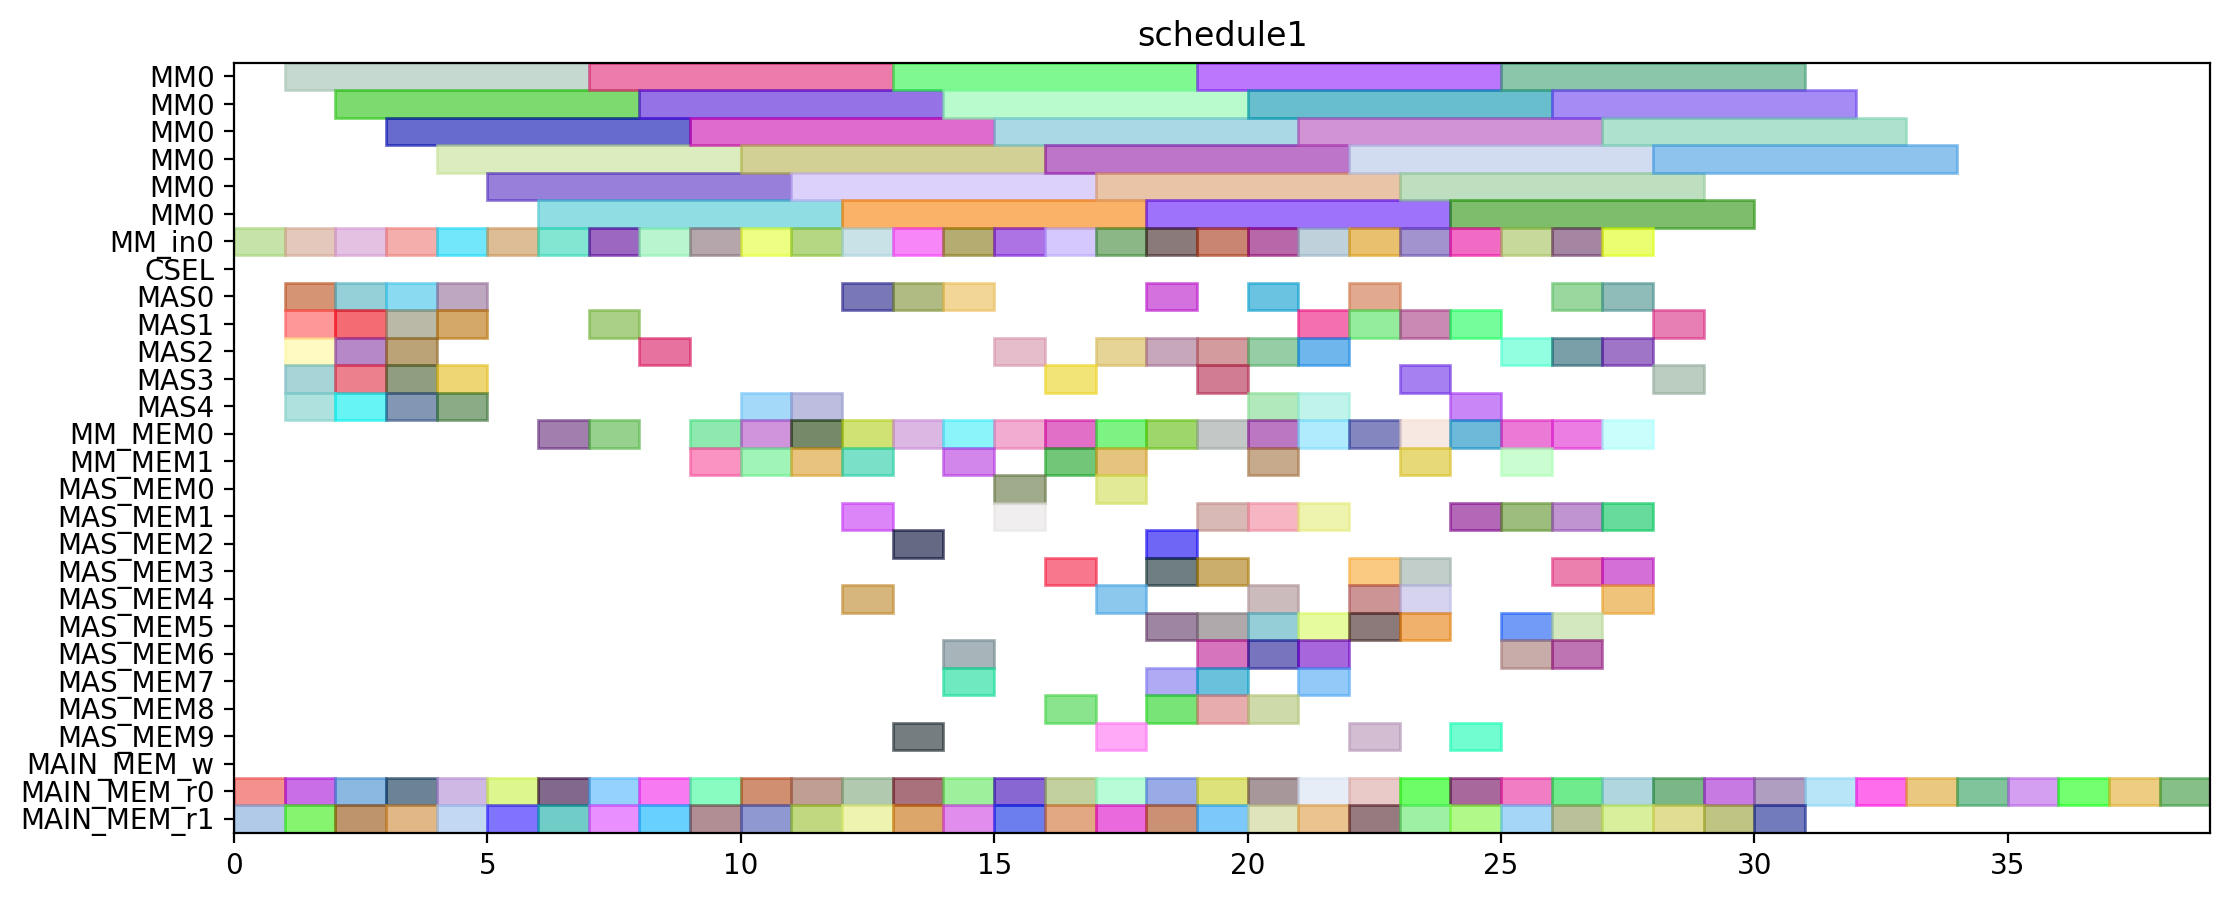 schedule1
MM0
MM0
MM0
MM0
MM0
MM0
MM_in0
CSEL
MAS0
MAS1
MAS2
MAS3
MAS4
MM_MEM0
MM_MEM1
MAS_MEM0
MAS_MEM1
MAS_MEM2
MAS_MEM3
MAS_MEM4
MAS_MEM5
MAS_MEM6
MAS_MEM7
MAS_MEM8
MAS_MEM9
MAIN_MEM_w
MAIN_MEM_r0
MAIN_MEM_r1
0 5 10 15 20 25 30 35